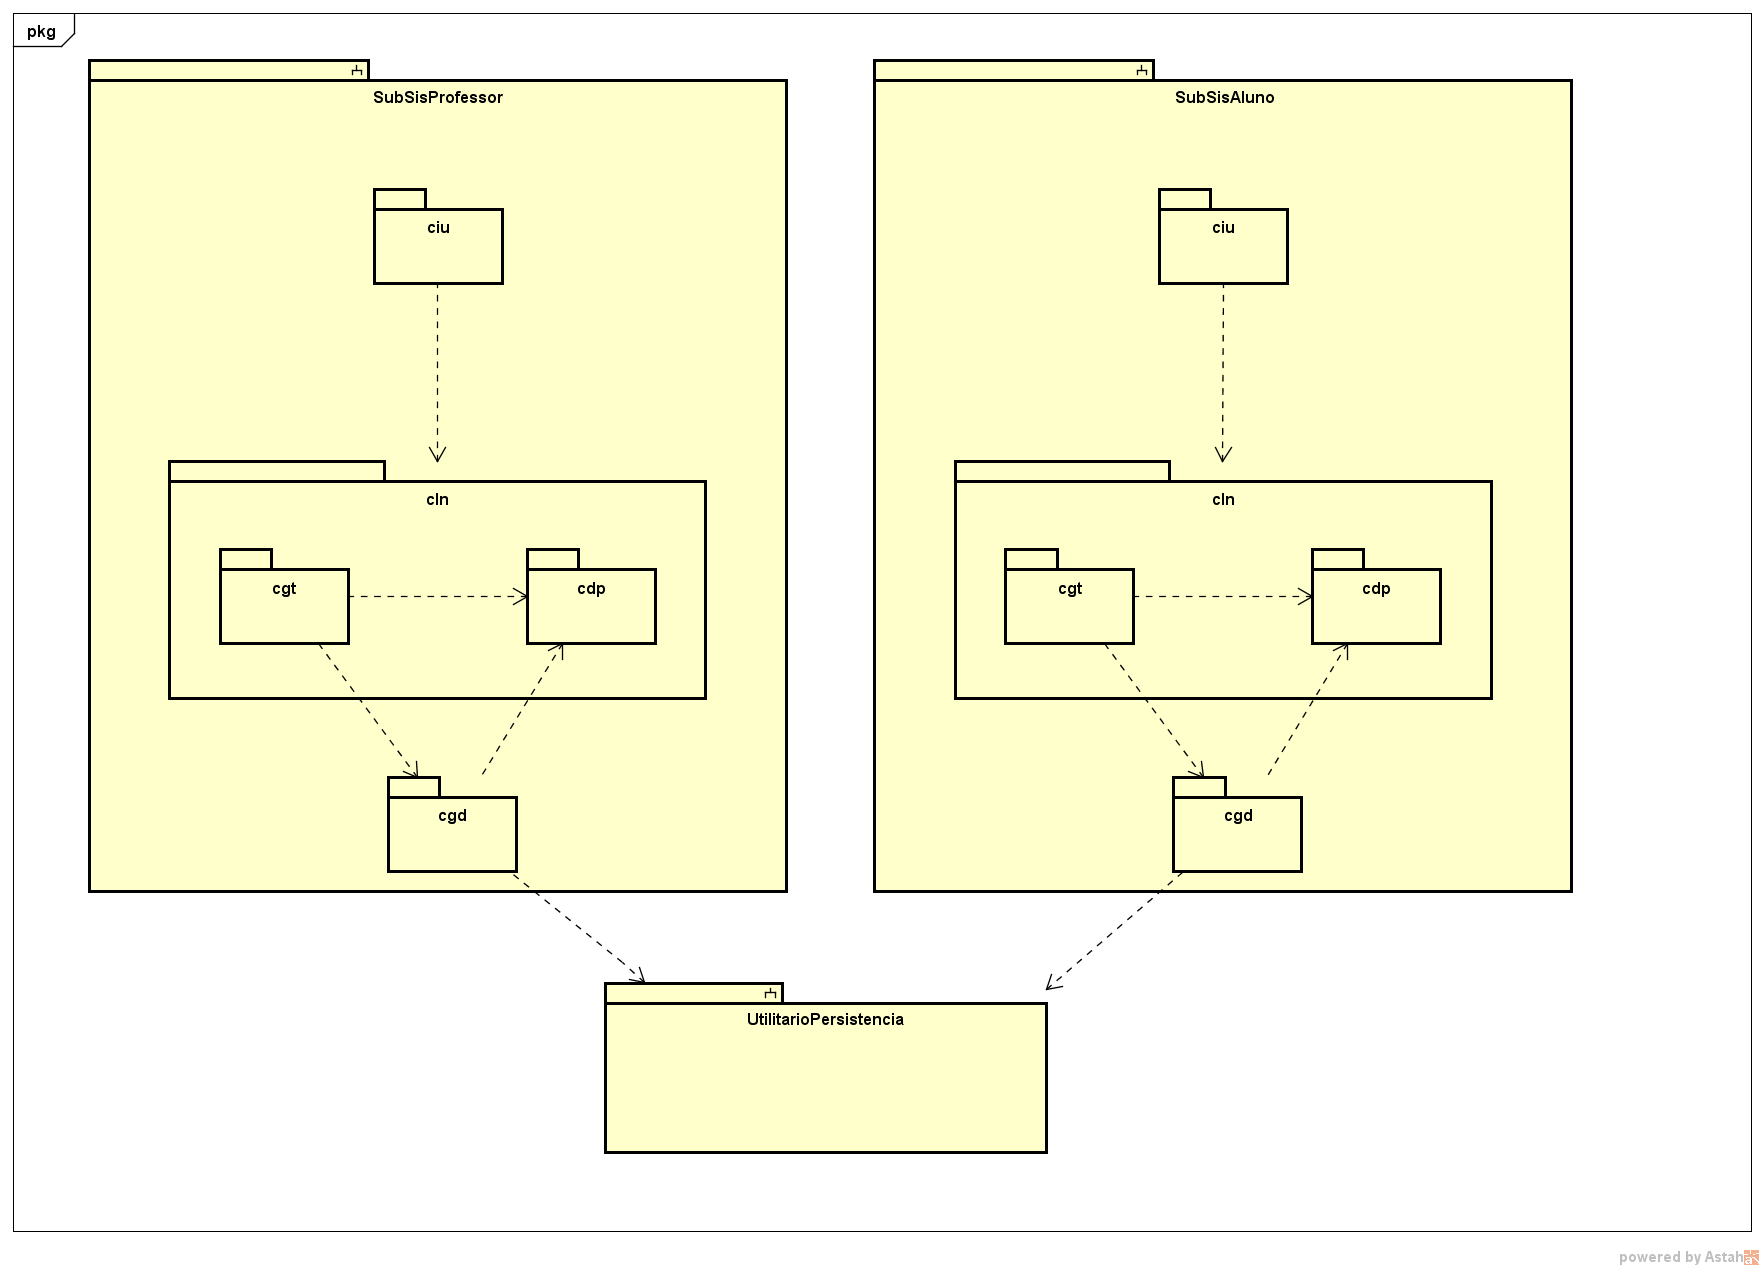 pkg
SubSisProfessor
SubSisAluno
ciu
ciu
cln
cln
cgt
cdp
cgt
cdp
cgd
cgd
UtilitarioPersistencia
powered by Astah